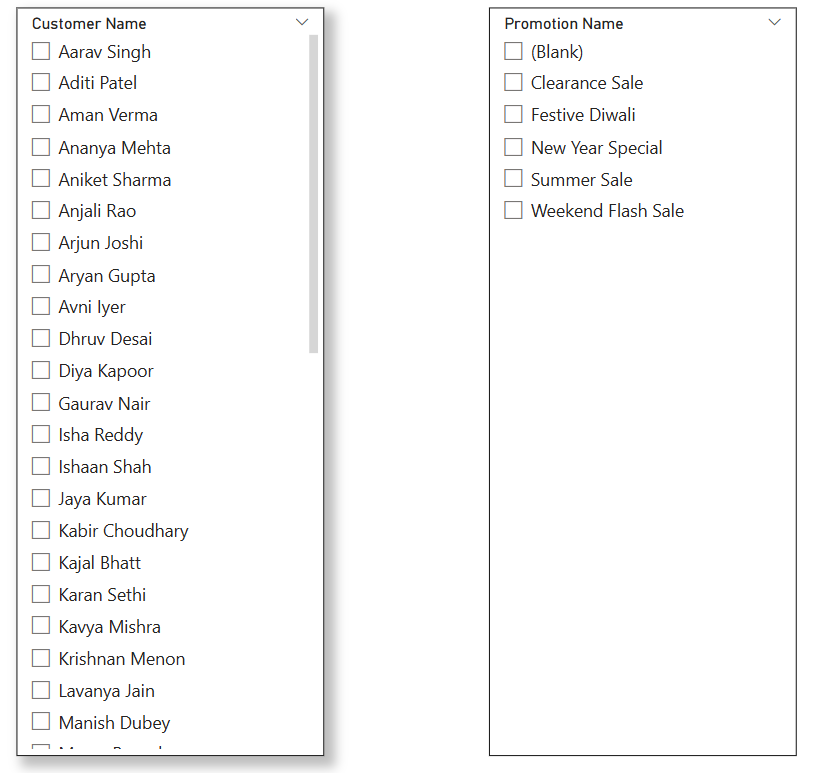 Customer Name
Aarav Singh
Aditi Patel
Aman Verma
Ananya Mehta
Aniket Sharma
Anjali Rao
Arjun Joshi
Aryan Gupta
Avni Iyer
Dhruv Desai
Diya Kapoor
Gaurav Nair
Isha Reddy
Ishaan Shah
Jaya Kumar
Kabir Choudhary
Kajal Bhatt
Karan Sethi
Kavya Mishra
Krishnan Menon
Lavanya Jain
Manish Dubey
Promotion Name
(Blank)
Clearance Sale
Festive Diwali
New Year Special
Summer Sale
Weekend Flash Sale